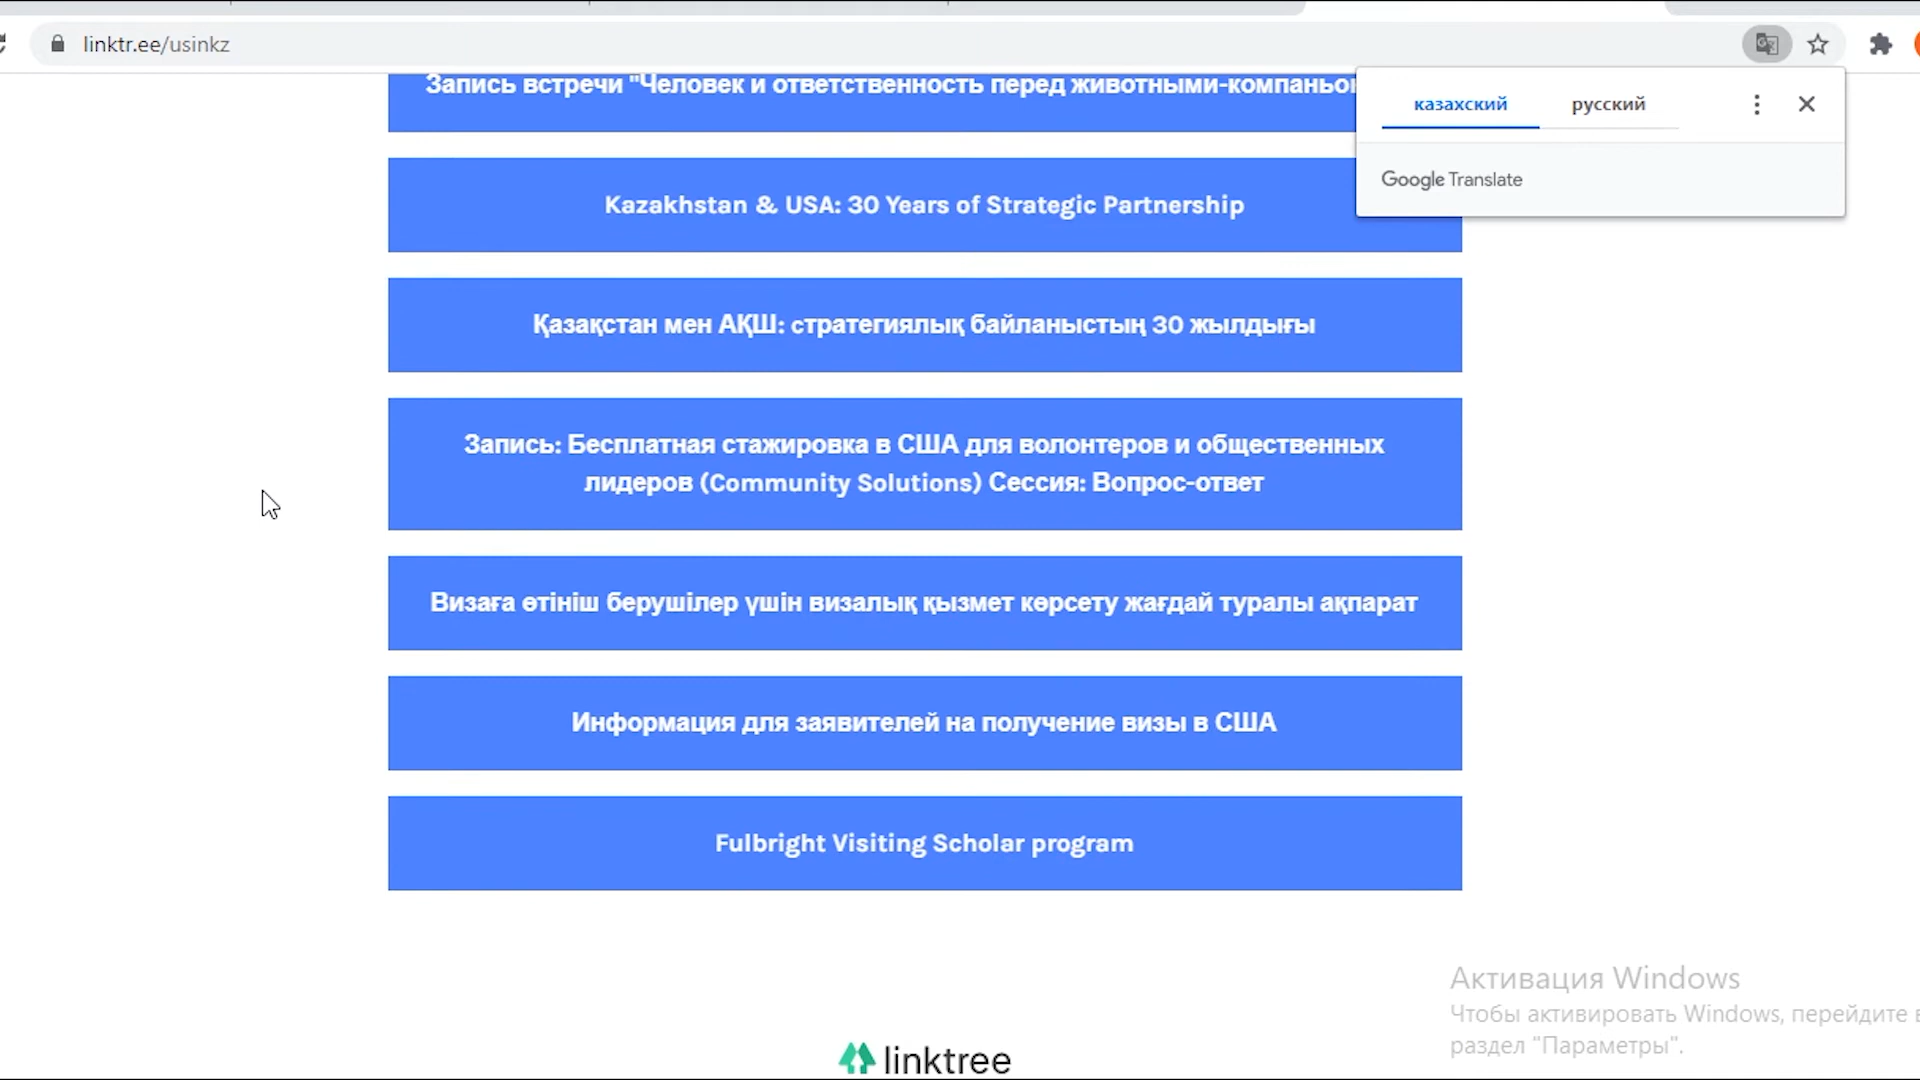 linktr.ee/usinkz
Запись встречи "Человек и ответственность перед животными-компаньон
казахский русский
Google Translate
Kazakhstan & USA: 30 Years of Strategic Partnership
Қазақстан мен АҚШ: стратегиялық байланыстың 30 жылдығы
Запись: Бесплатная стажировка в США для волонтеров и общественных
лидеров (Community Solutions) Сессия: Вопрос-ответ
Визаға өтініш берушілер үшін визалық қызмет көрсету жағдай туралы ақпарат
Информация для заявителей на получение визы в США
Fulbright Visiting Scholar program
Активация Windows
Чтобы активировать Windows, перейдите в
раздел "Параметры".
linktree